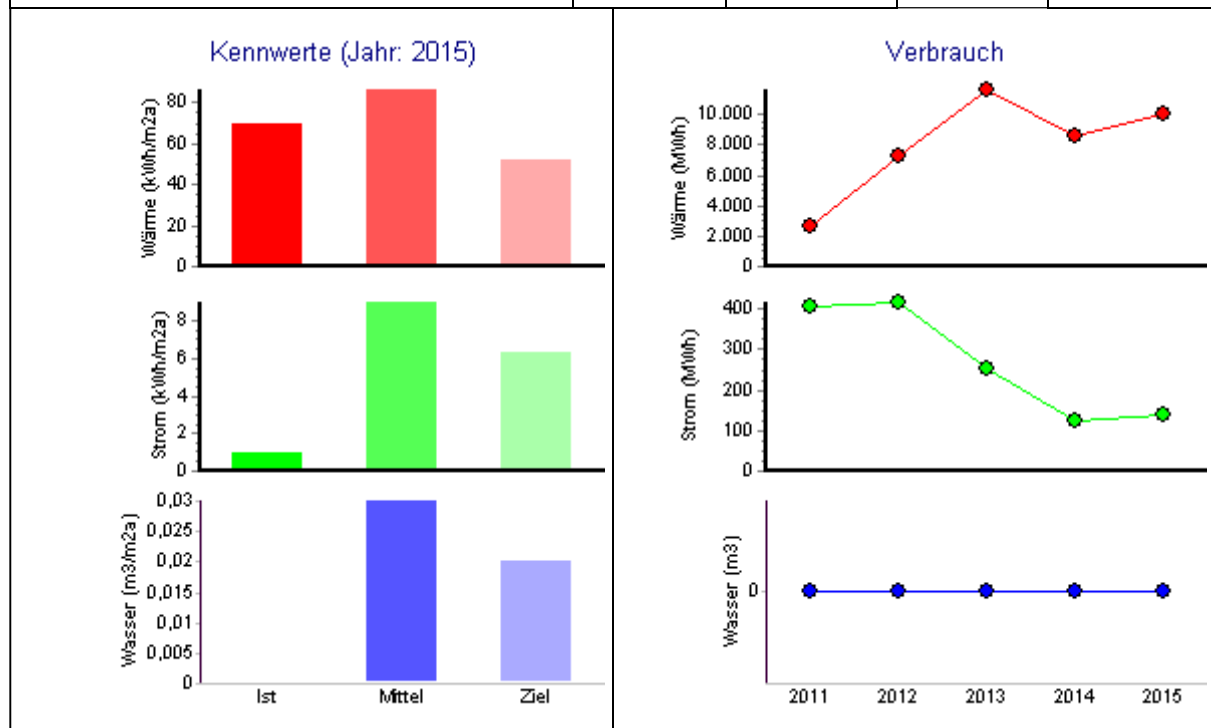 Kennwerte (Jahr: 2015)
Wärme (kWh/m2a)
80
60
40
20
0
Strom (kWh/m2a)
8
6
4
2
0
Wasser (m3/m2a)
0,03
0,025
0,02
0,015
0,01
0,005
0
Ist Mittel Ziel
Verbrauch
Wärme (MWh)
10.000
8.000
6.000
4.000
2.000
0
Strom (MWh)
400
300
200
100
0
Wasser (m3)
0
2011 2012 2013 2014 2015